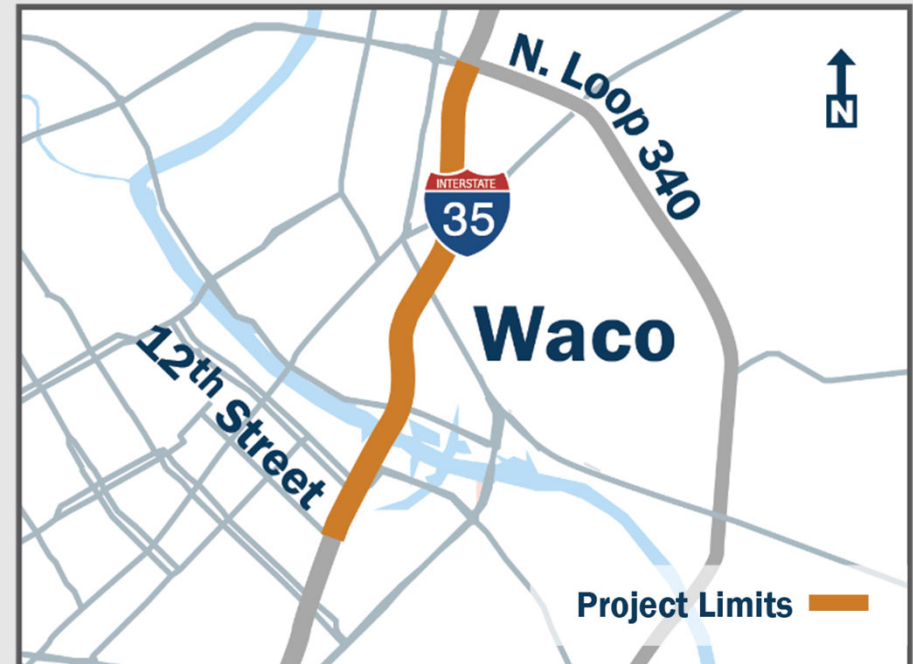 N. Loop 340
N
INTERSTATE
35
Waco
12th Street
Project Limits